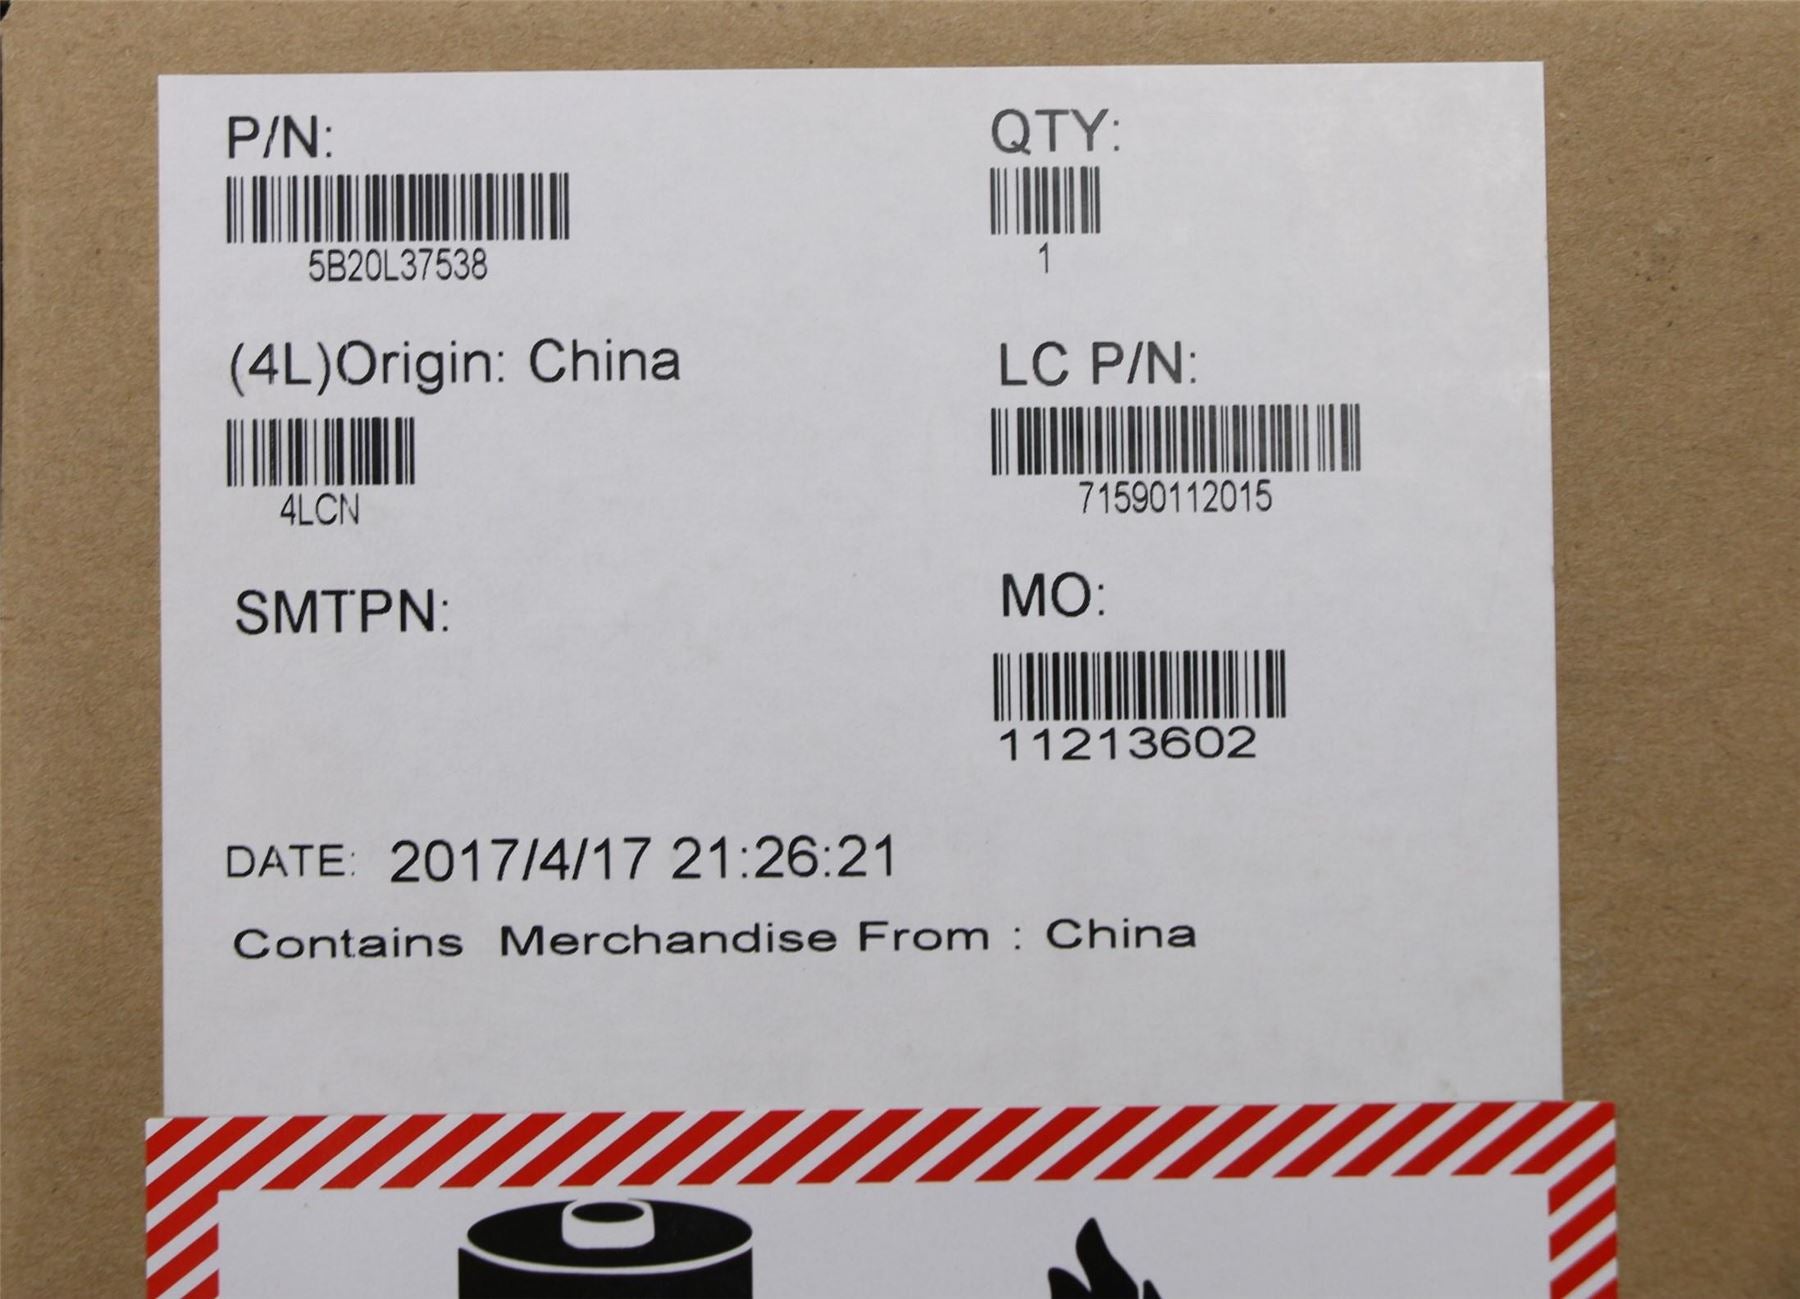 P/N:
QTY:
5B20L37538
1
(4L)Origin: China
LC P/N:
4LCN
71590112015
SMTPN:
MO:
11213602
DATE: 2017/4/17 21:26:21
Contains Merchandise From : China